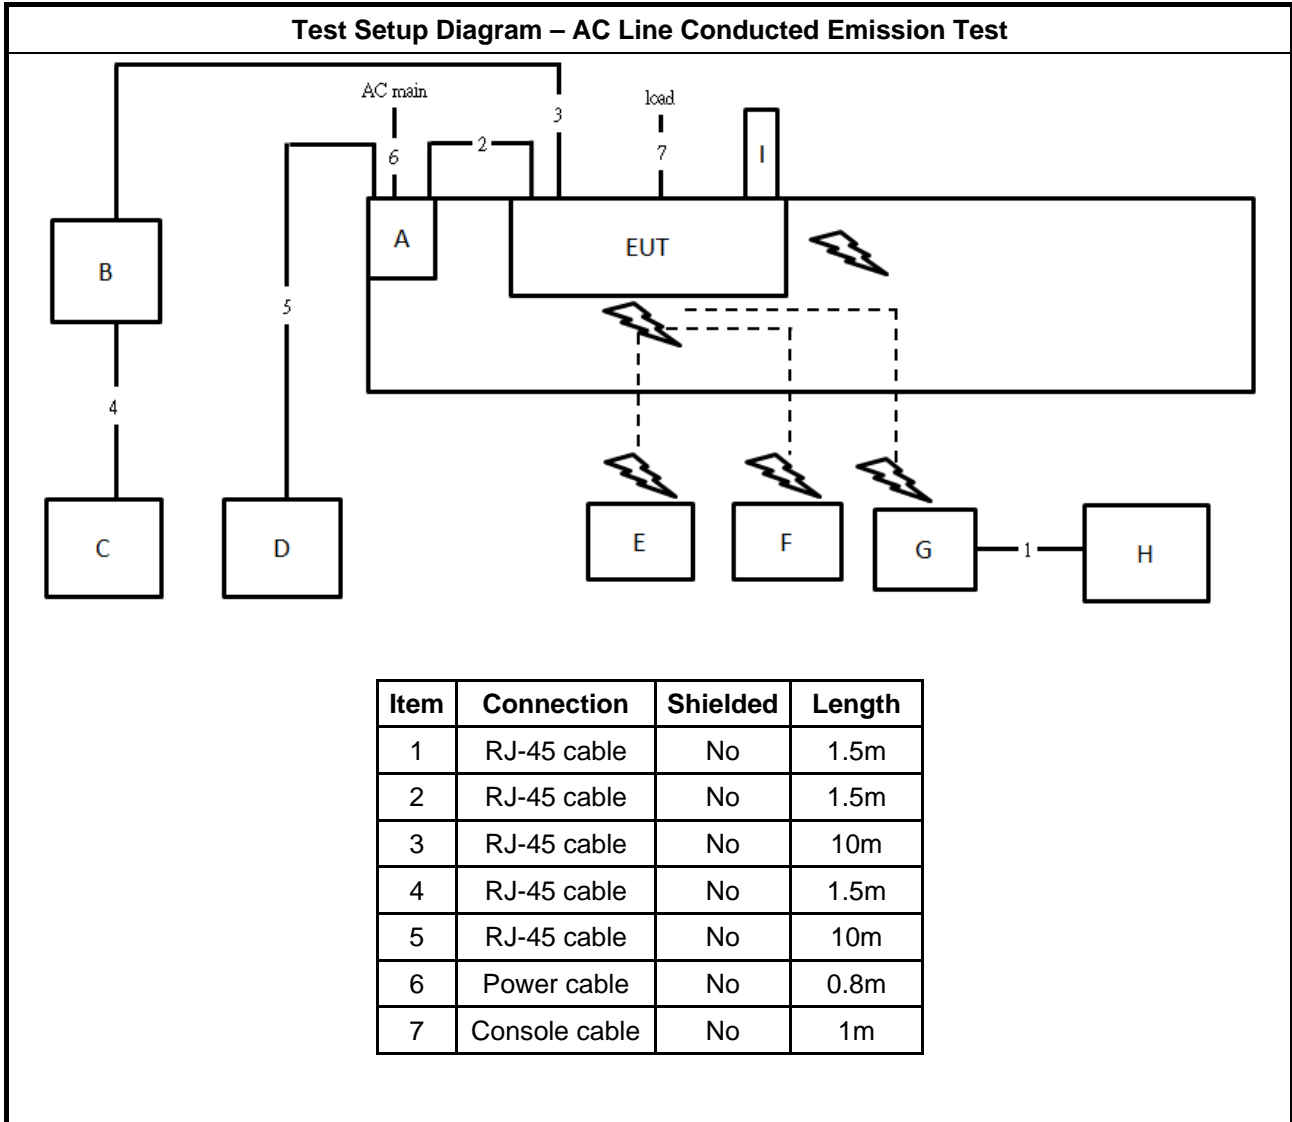 Test Setup Diagram – AC Line Conducted Emission Test
AC main
load
3
2
6
7
I
A
EUT
B
5
4
C
D
E
F
G
1
H
Item Connection Shielded Length
1 RJ-45 cable No 1.5m
2 RJ-45 cable No 1.5m
3 RJ-45 cable No 10m
4 RJ-45 cable No 1.5m
5 RJ-45 cable No 10m
6 Power cable No 0.8m
7 Console cable No 1m